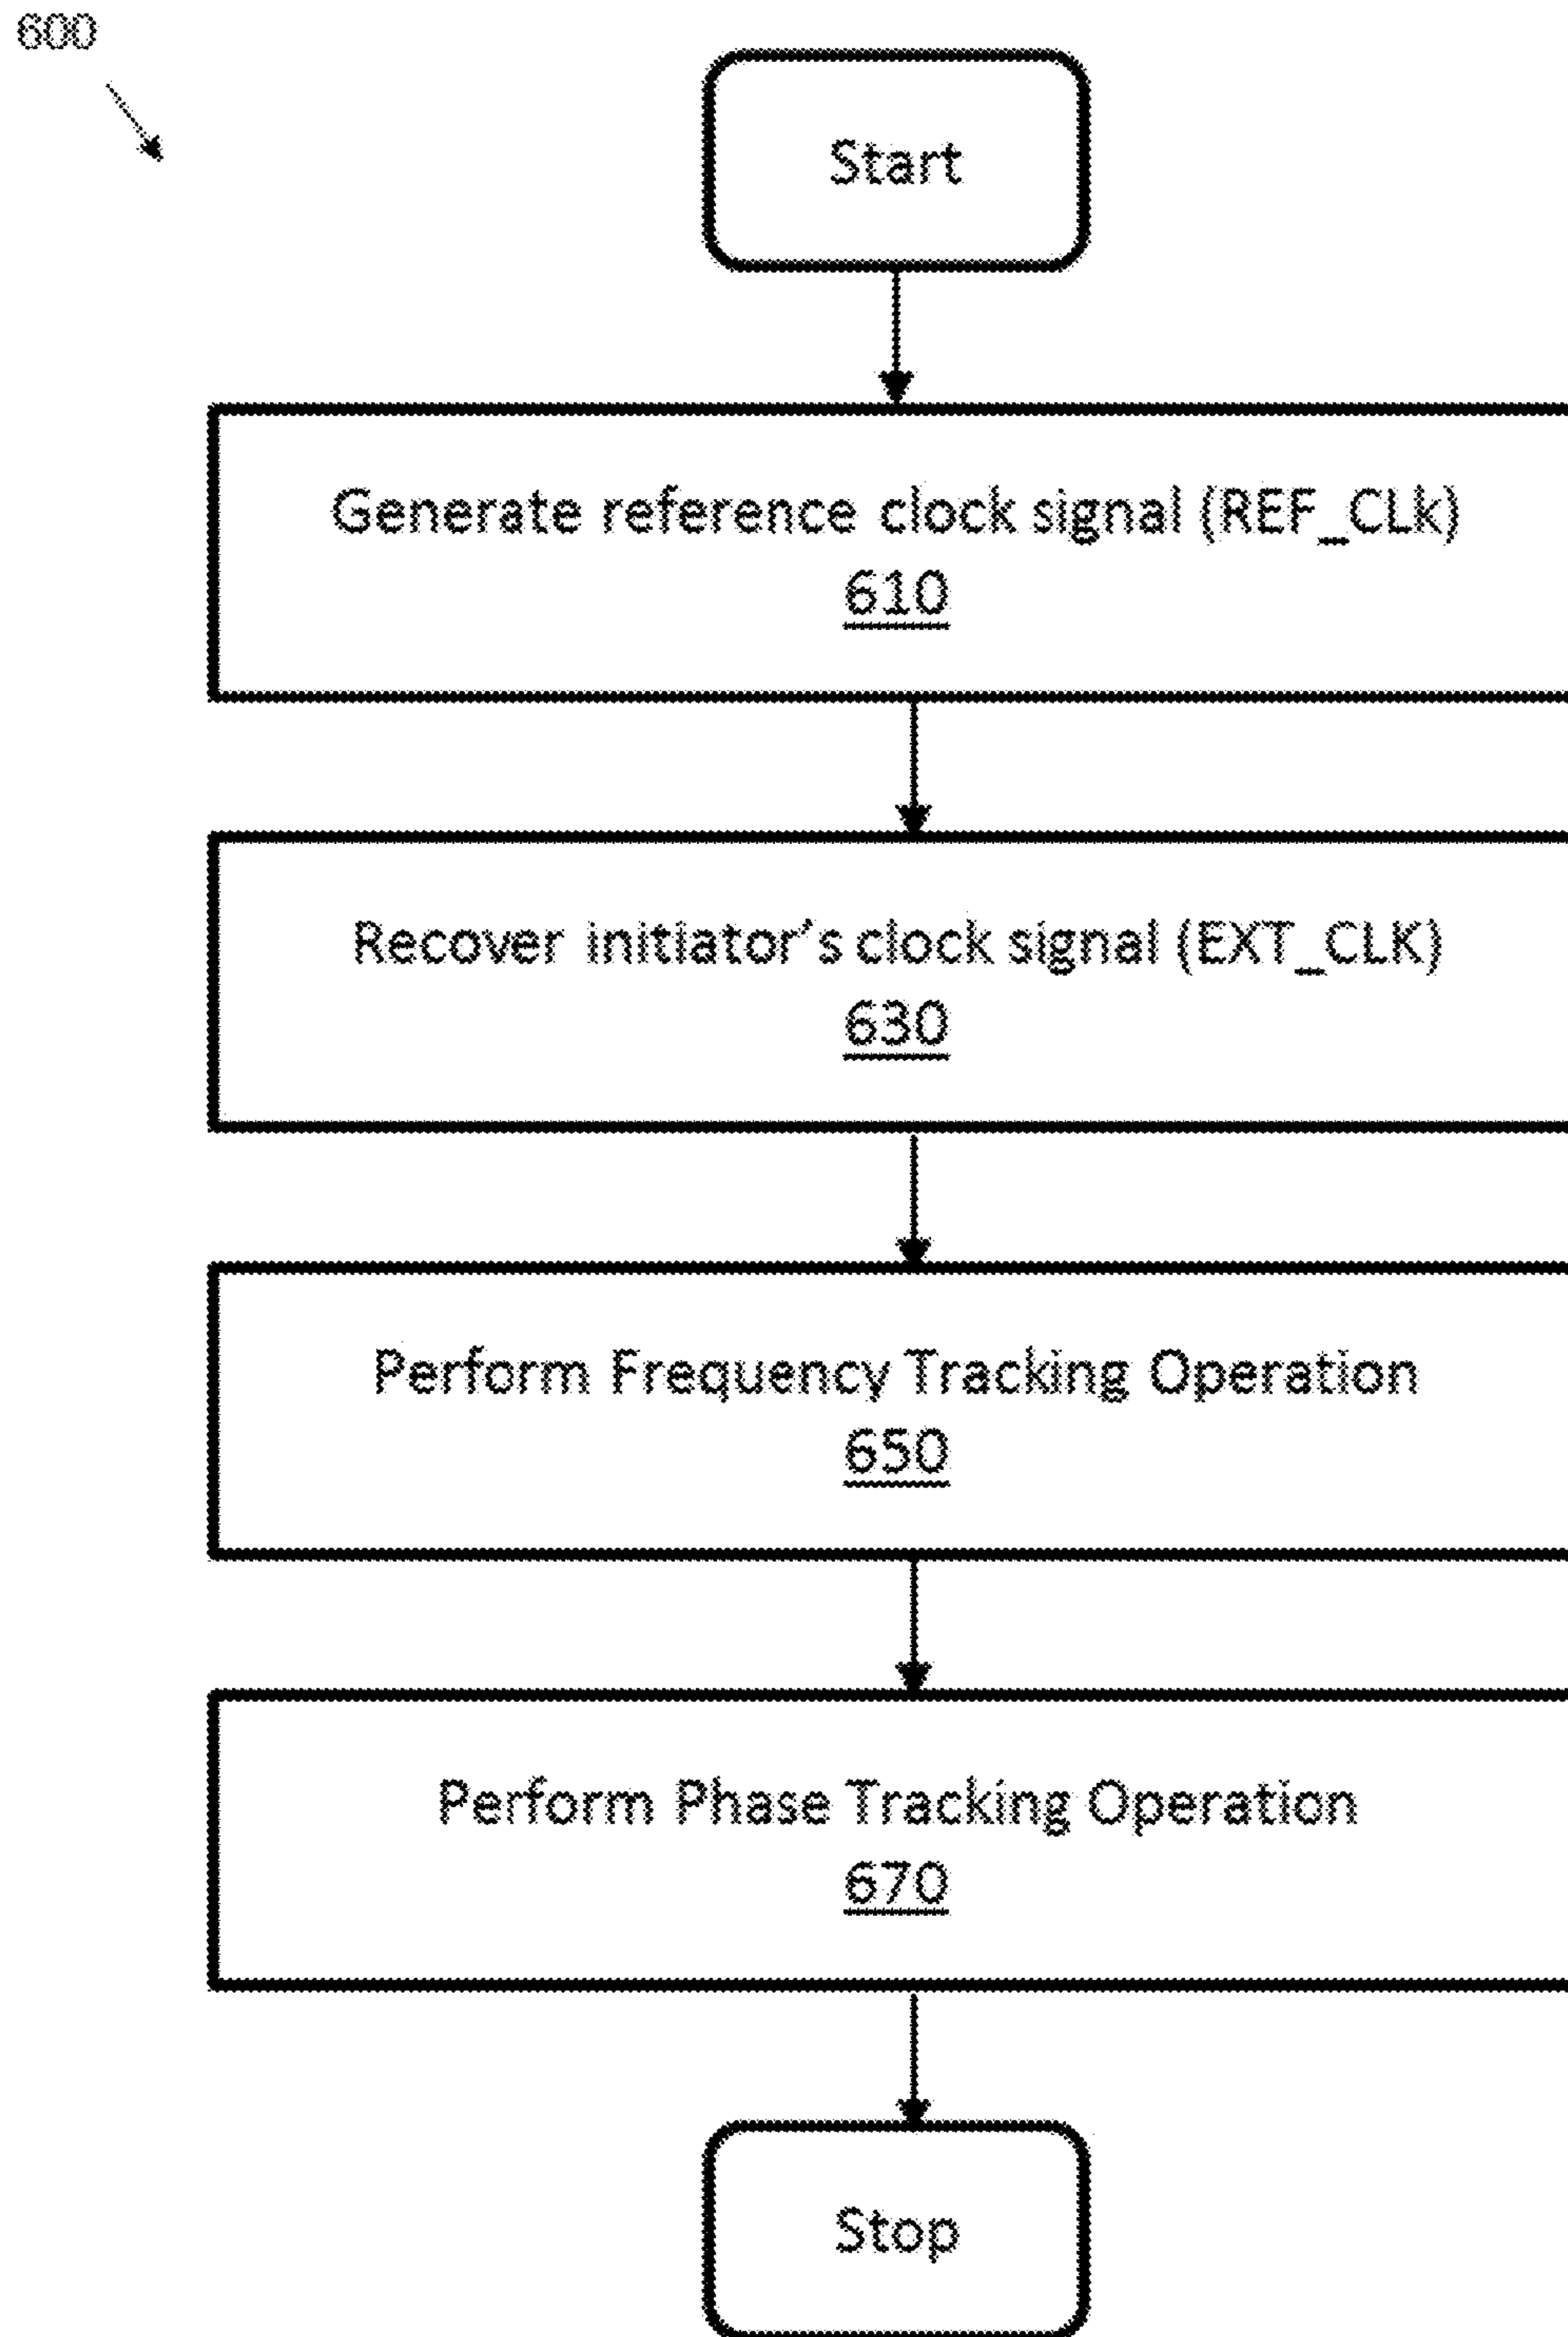 600
Start
Generate reference clock signal (REF_CLk)
610
Recover initiator's clock signal (EXT_CLK)
630
Perform Frequency Tracking Operation
650
Perform Phase Tracking Operation
670
Stop